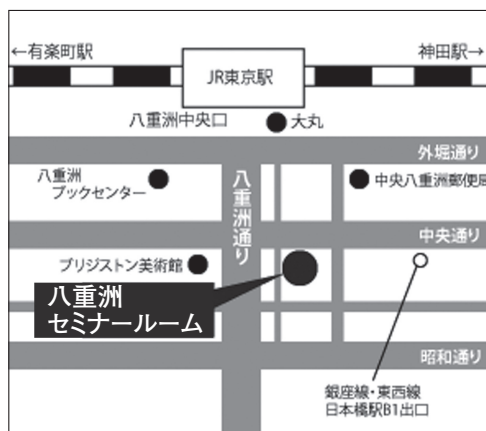 ←有楽町駅
神田駅→
JR東京駅
八重洲中央口
大丸
外堀通り
八重洲
ブックセンター
八重洲通り
中央八重洲郵便局
中央通り
ブリジストン美術館
八重洲
セミナールーム
昭和通り
銀座線・東西線
日本橋駅B1出口